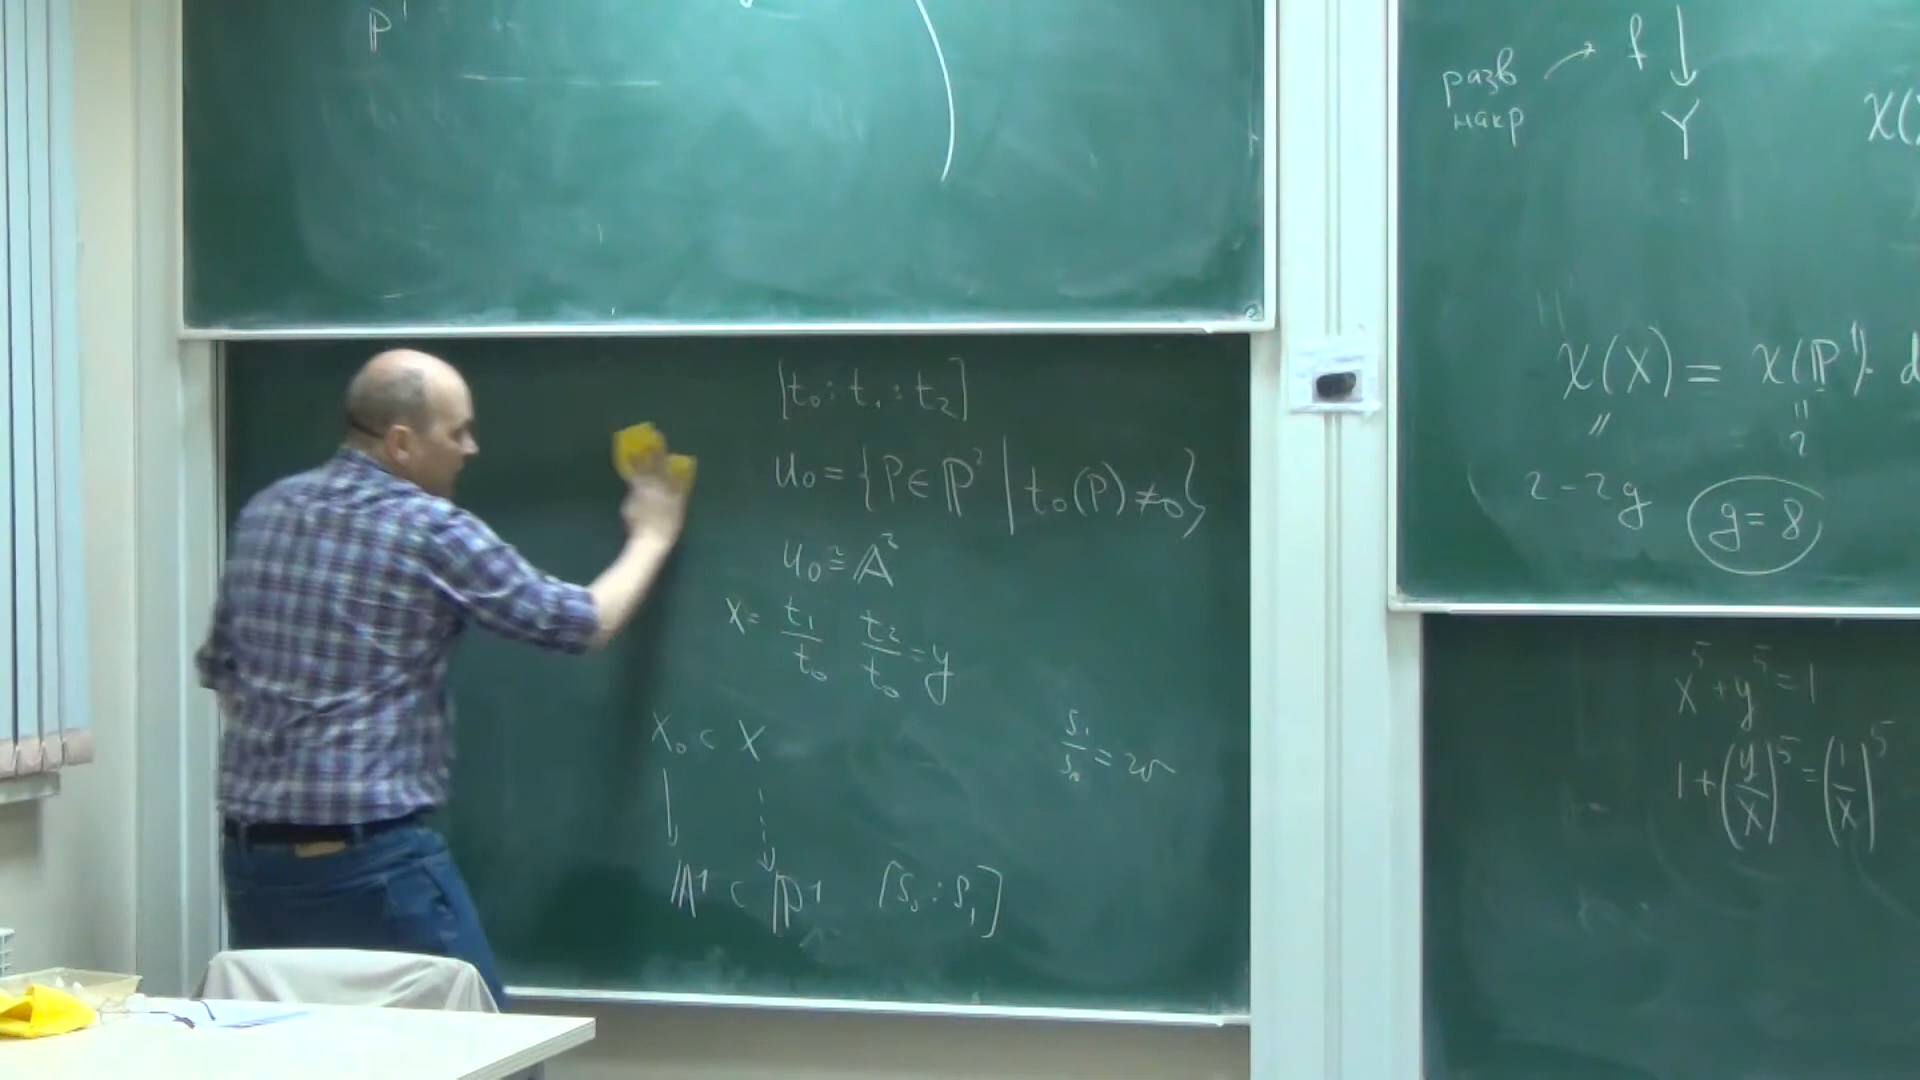 P¹
[t₀ : t₁ : t₂]
U₀ = {P ∈ ℙ² | t₀(P) ≠ 0}
U₀ ≅ 𝔸²
x = t₁/t₀ t₂/t₀ = y
X₀ ⊂ X
s₁/s₀ =
𝔸¹ ⊂ ℙ¹ [s₀ : s₁]
f
разв
накр
Y
χ(
χ(X) = χ(ℙ¹) · d
" "
2 - 2g 2
g = 8
x⁵ + y⁵ = 1
1 + (y/x)⁵ = (1/x)⁵